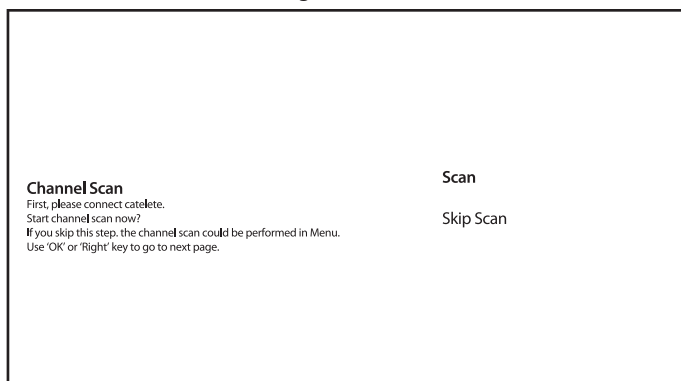 Channel Scan
First, please connect catelete.
Start channel scan now?
If you skip this step. the channel scan could be performed in Menu.
Use ‘OK’ or ‘Right’ key to go to next page.
Scan
Skip Scan